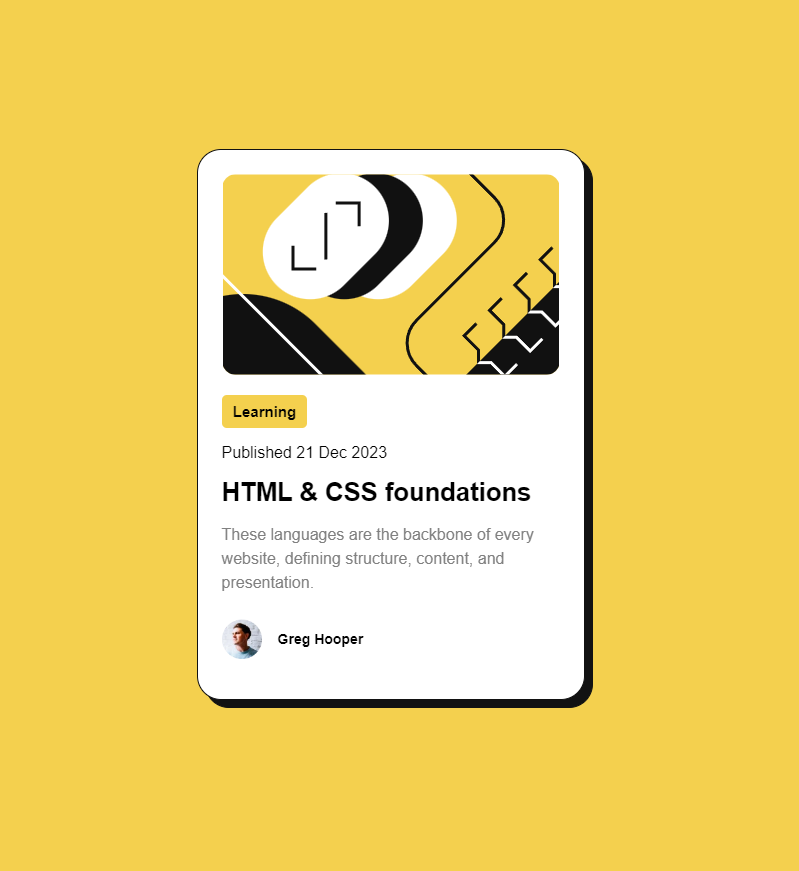 Learning
Published 21 Dec 2023
HTML & CSS foundations
These languages are the backbone of every
website, defining structure, content, and
presentation.
Greg Hooper